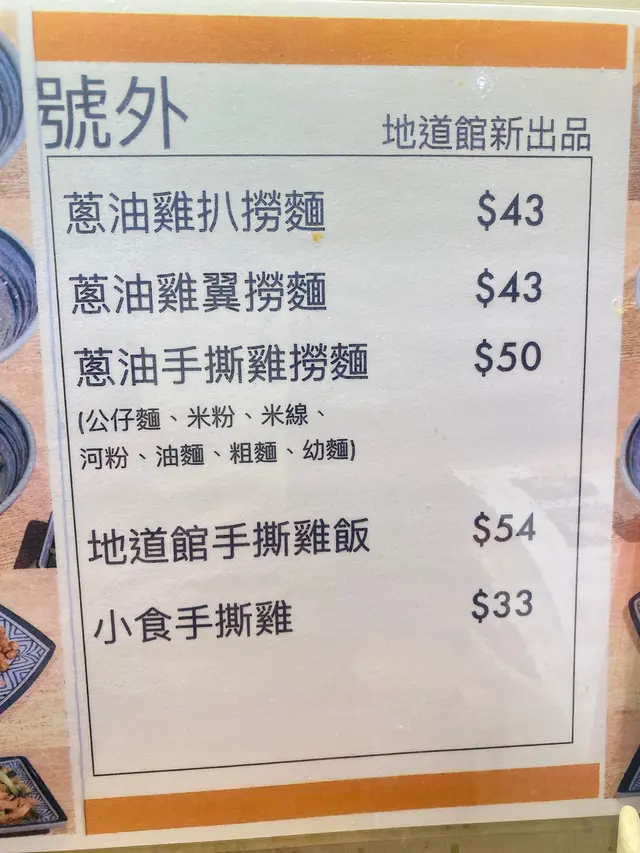 號外
地道館新出品
蔥油雞扒撈麵 $43
蔥油雞翼撈麵 $43
蔥油手撕雞撈麵 $50
(公仔麵、米粉、米線、
河粉、油麵、粗麵、幼麵)
地道館手撕雞飯 $54
小食手撕雞 $33